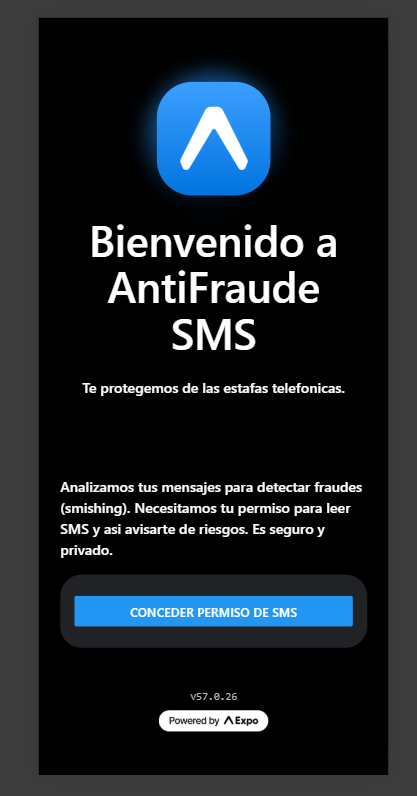 Bienvenido a
AntiFraude
SMS
Te protegemos de las estafas telefonicas.
Analizamos tus mensajes para detectar fraudes
(smishing). Necesitamos tu permiso para leer
SMS y asi avisarte de riesgos. Es seguro y
privado.
CONCEDER PERMISO DE SMS
v57.0.26
Powered by Expo